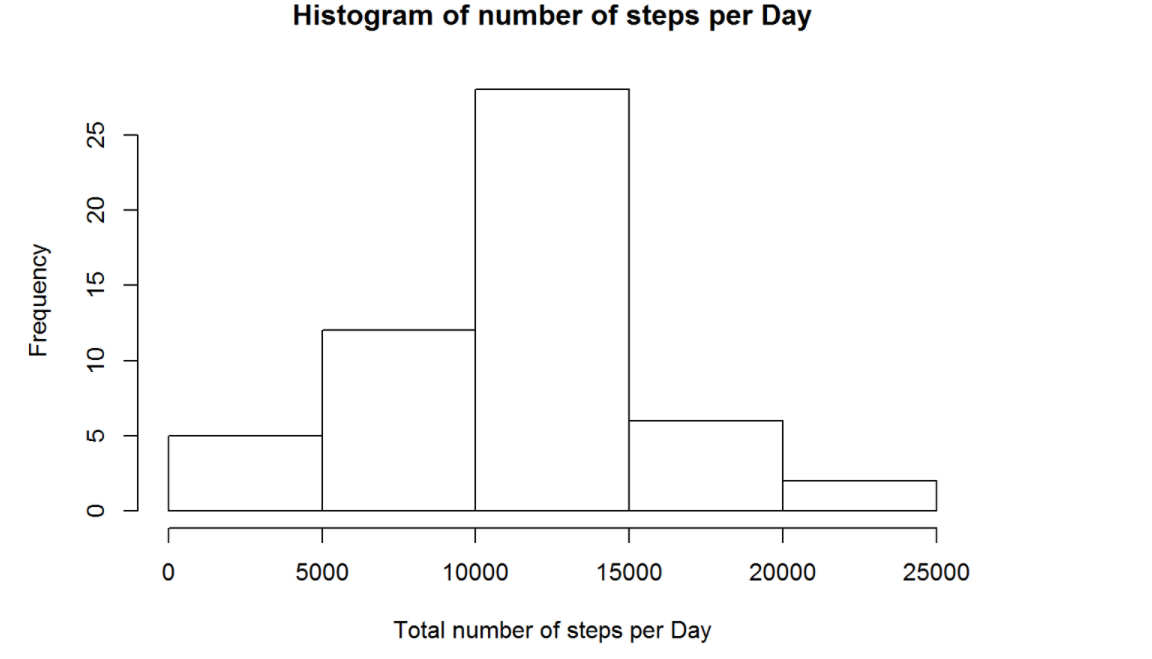 Histogram of number of steps per Day
Frequency
25
20
15
10
5
0
0 5000 10000 15000 20000 25000
Total number of steps per Day